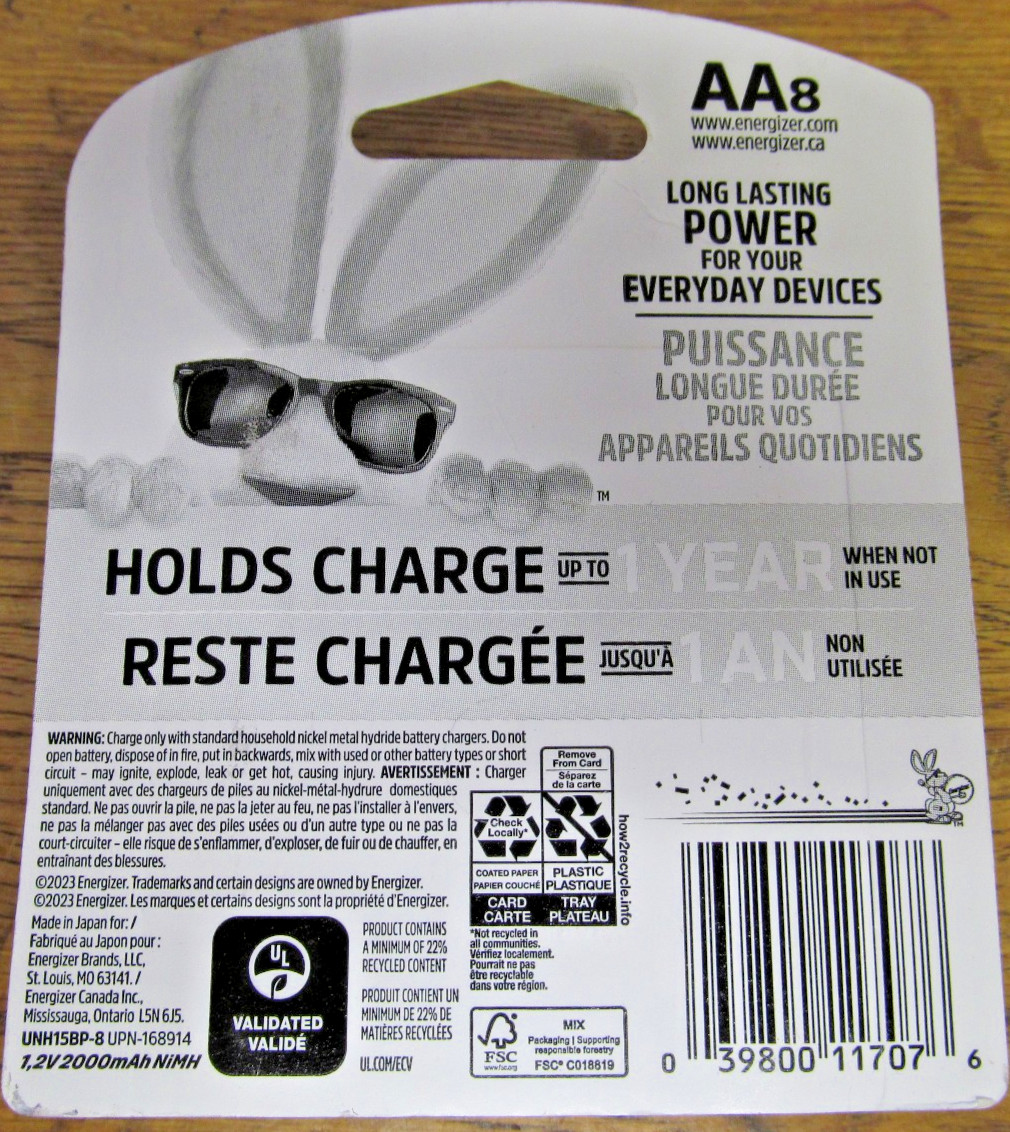 AA8
www.energizer.com
www.energizer.ca
LONG LASTING
POWER
FOR YOUR
EVERYDAY DEVICES
PUISSANCE
LONGUE DURÉE
POUR VOS
APPAREILS QUOTIDIENS
TM
HOLDS CHARGE UP TO 1 YEAR WHEN NOT IN USE
RESTE CHARGÉE JUSQU'À 1 AN NON UTILISÉE
WARNING: Charge only with standard household nickel metal hydride battery chargers. Do not
open battery, dispose of in fire, put in backwards, mix with used or other battery types or short
circuit – may ignite, explode, leak or get hot, causing injury. AVERTISSEMENT : Charger
uniquement avec des chargeurs de piles au nickel-métal-hydrure domestiques
standard. Ne pas ouvrir la pile, ne pas la jeter au feu, ne pas l'installer à l'envers,
ne pas la mélanger pas avec des piles usées ou d'un autre type ou ne pas la
court-circuiter – elle risque de s'enflammer, d'exploser, de fuir ou de chauffer, en
entraînant des blessures.
©2023 Energizer. Trademarks and certain designs are owned by Energizer.
©2023 Energizer. Les marques et certains designs sont la propriété d'Energizer.
Made in Japan for: /
Fabriqué au Japon pour :
Energizer Brands, LLC,
St. Louis, MO 63141. /
Energizer Canada Inc.,
Mississauga, Ontario L5N 6J5.
UNH15BP-8 UPN-168914
1,2V 2000mAh NiMH
UL
VALIDATED
VALIDÉ
PRODUCT CONTAINS
A MINIMUM OF 22%
RECYCLED CONTENT
PRODUIT CONTIENT UN
MINIMUM DE 22% DE
MATIÈRES RECYCLÉES
UL.COM/ECV
Remove
From Card
Séparez
de la carte
Check
Locally*
COATED PAPER
PAPIER COUCHÉ
CARD
CARTE
PLASTIC
PLASTIQUE
TRAY
PLATEAU
how2recycle.info
*Not recycled in
all communities.
Vérifiez localement.
Pourrait ne pas
être recyclable
dans votre région.
FSC
www.fsc.org
MIX
Packaging | Supporting
responsible forestry
FSC® C018819
TM
0 39800 11707 6